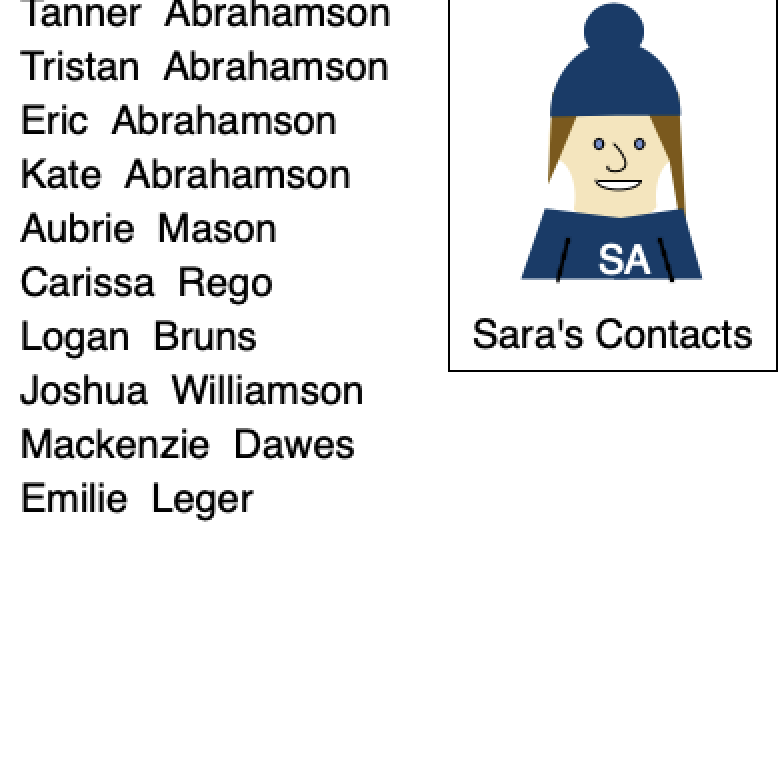 Tanner Abrahamson
Tristan Abrahamson
Eric Abrahamson
Kate Abrahamson
Aubrie Mason
Carissa Rego
Logan Bruns
Joshua Williamson
Mackenzie Dawes
Emilie Leger
SA
Sara's Contacts